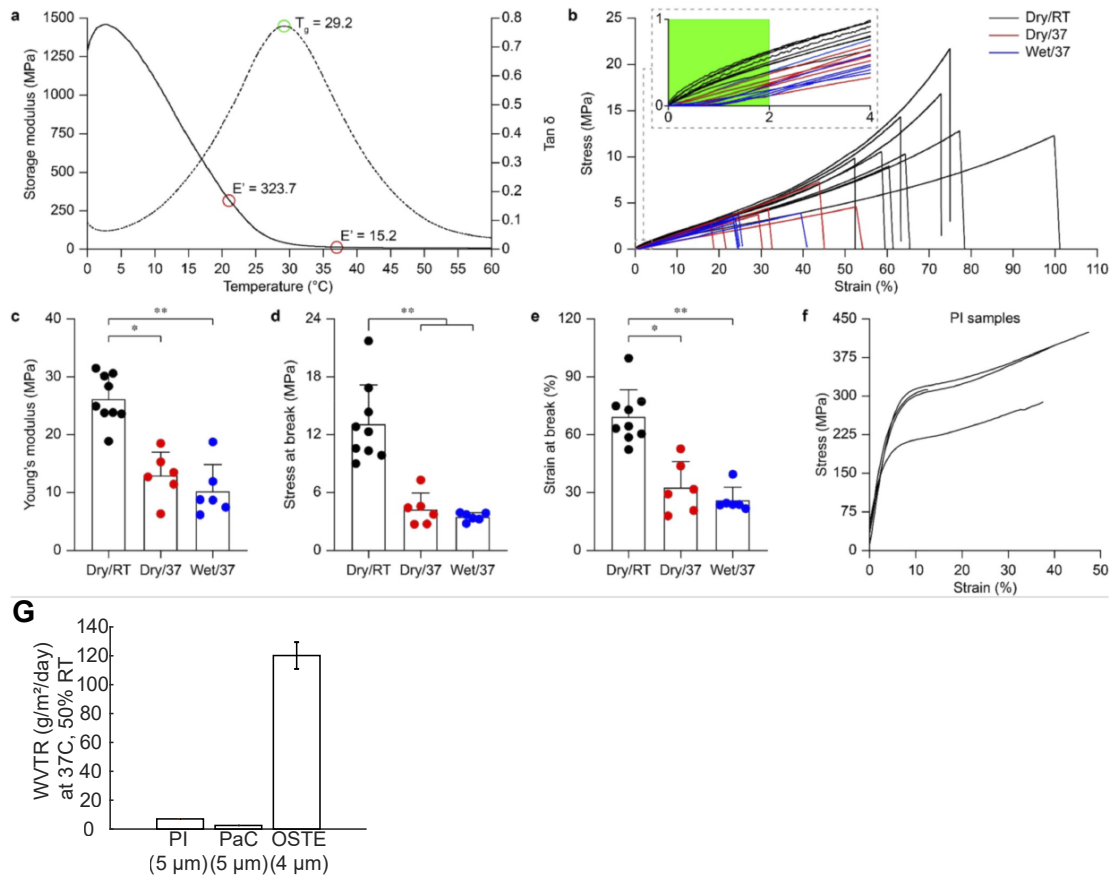 a
1500
1250
1000
750
500
250
0
Storage modulus (MPa)
0
5
10
15
20
25
30
35
40
45
50
55
60
Temperature (°C)
0.8
0.7
0.6
0.5
0.4
0.3
0.2
0.1
0
Tan δ
Tg = 29.2
E' = 323.7
E' = 15.2
b
25
20
15
10
5
0
Stress (MPa)
0
10
20
30
40
50
60
70
80
90
100
110
Strain (%)
1
0
0
2
4
Dry/RT
Dry/37
Wet/37
c
40
30
20
10
0
Young's modulus (MPa)
**
*
Dry/RT
Dry/37
Wet/37
d
24
18
12
6
0
Stress at break (MPa)
**
Dry/RT
Dry/37
Wet/37
e
120
90
60
30
0
Strain at break (%)
**
*
Dry/RT
Dry/37
Wet/37
f
PI samples
450
375
300
225
150
75
0
Stress (MPa)
0
10
20
30
40
50
Strain (%)
G
140
120
100
80
60
40
20
0
WVTR (g/m²/day)
at 37C, 50% RT
PI
(5 µm)
PaC
(5 µm)
OSTE
(4 µm)